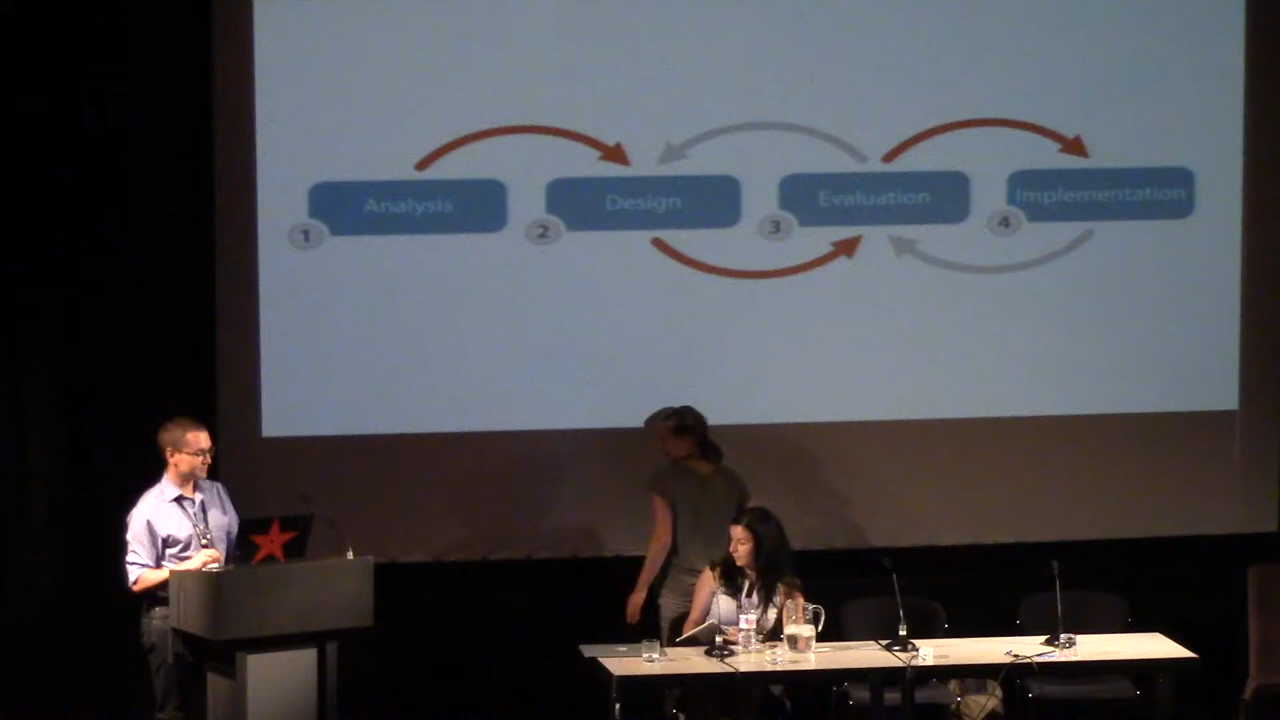 Analysis
1
Design
2
Evaluation
3
Implementation
4